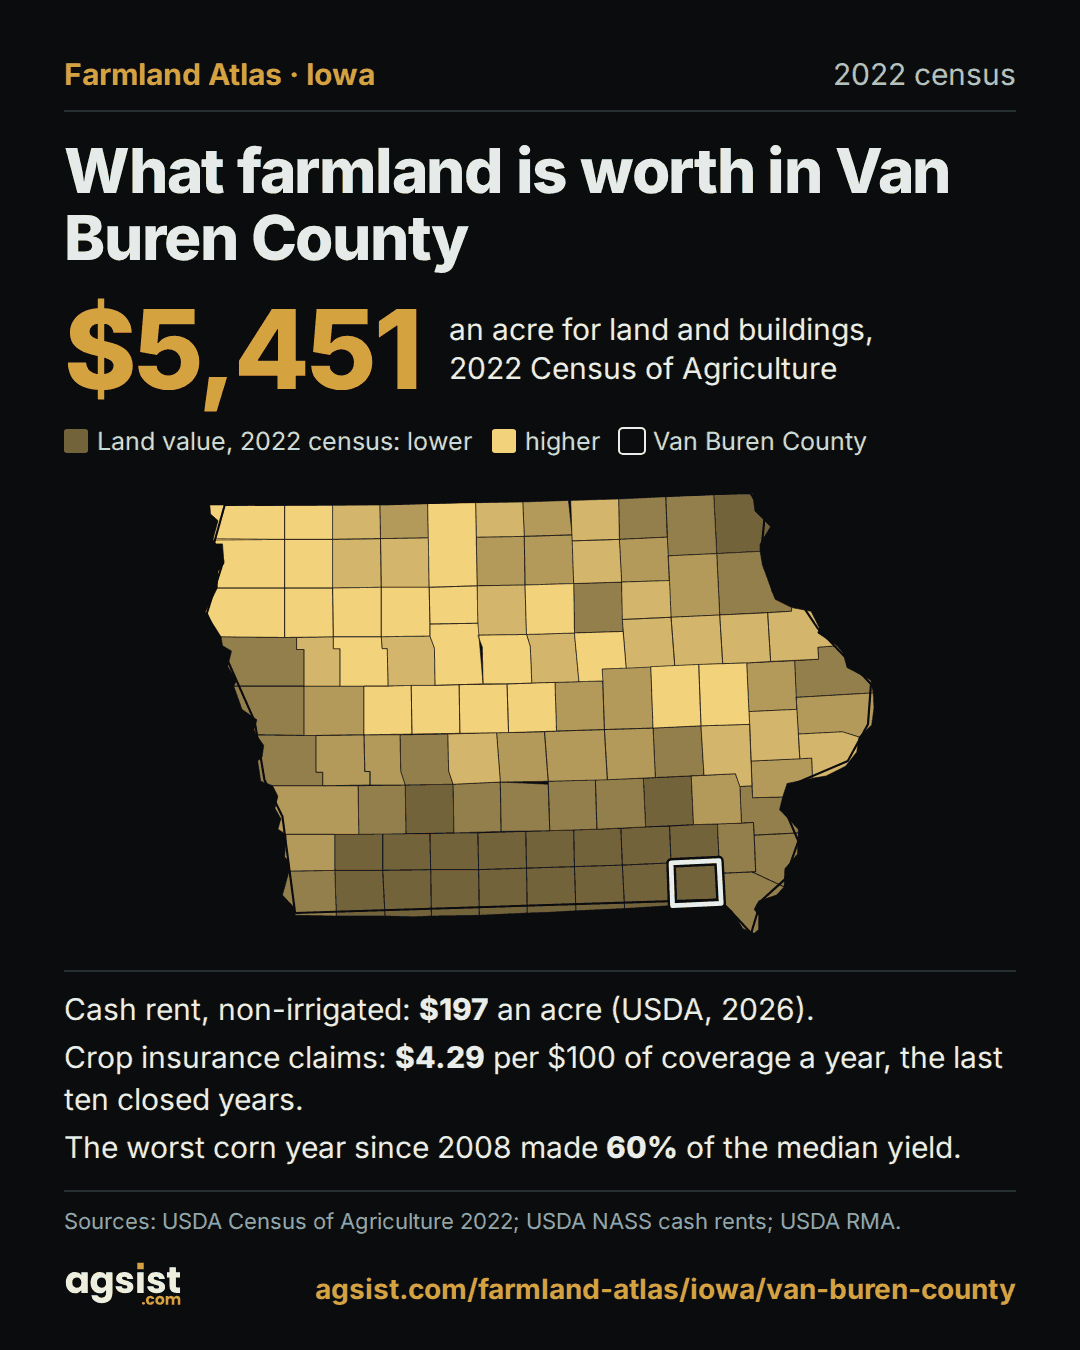 Farmland Atlas · Iowa
2022 census
What farmland is worth in Van
Buren County
$5,451
an acre for land and buildings,
2022 Census of Agriculture
Land value, 2022 census: lower
higher
Van Buren County
Cash rent, non-irrigated: $197 an acre (USDA, 2026).
Crop insurance claims: $4.29 per $100 of coverage a year, the last
ten closed years.
The worst corn year since 2008 made 60% of the median yield.
Sources: USDA Census of Agriculture 2022; USDA NASS cash rents; USDA RMA.
agsist
.com
agsist.com/farmland-atlas/iowa/van-buren-county